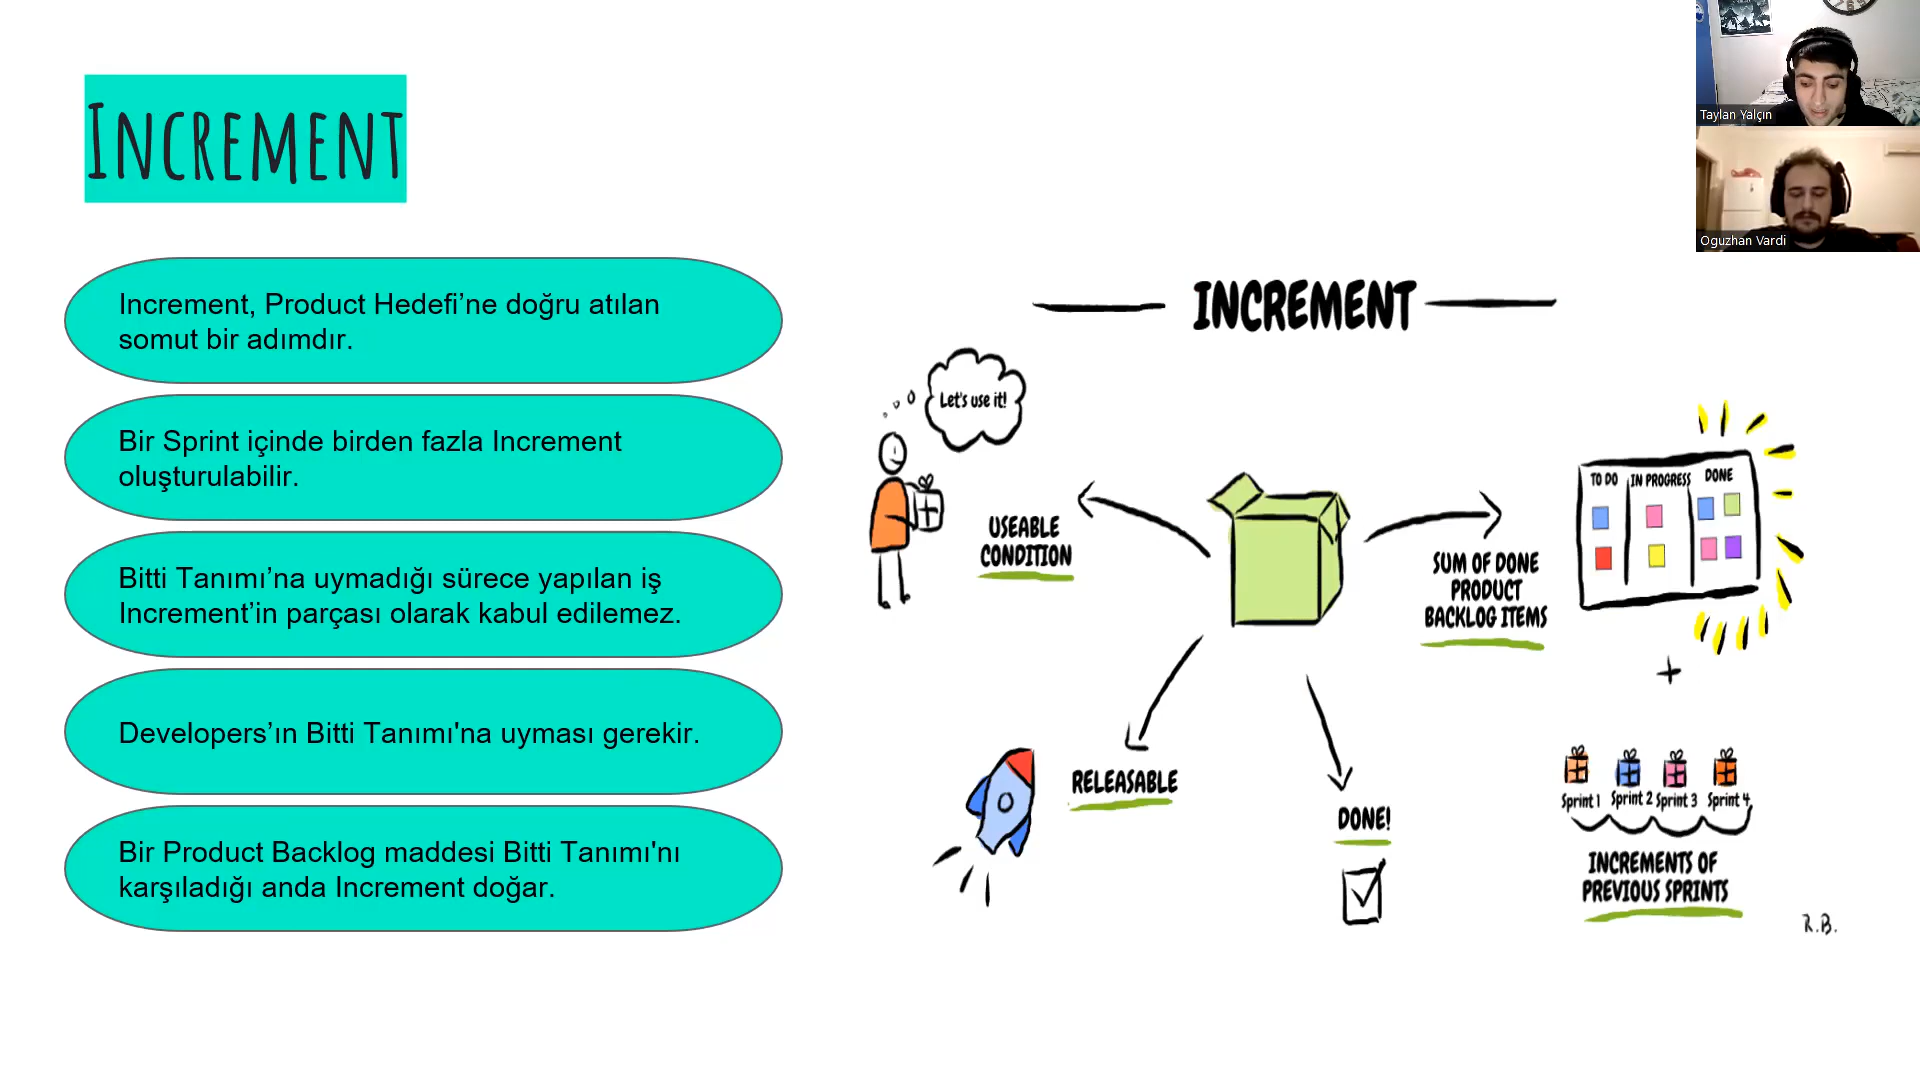 INCREMENT
Increment, Product Hedefi’ne doğru atılan
somut bir adımdır.
Bir Sprint içinde birden fazla Increment
oluşturulabilir.
Bitti Tanımı’na uymadığı sürece yapılan iş
Increment’in parçası olarak kabul edilemez.
Developers’ın Bitti Tanımı'na uyması gerekir.
Bir Product Backlog maddesi Bitti Tanımı'nı
karşıladığı anda Increment doğar.
INCREMENT
Let's use it!
USEABLE
CONDITION
SUM OF DONE
PRODUCT
BACKLOG ITEMS
TO DO
IN PROGRESS
DONE
+
RELEASABLE
DONE!
Sprint 1
Sprint 2
Sprint 3
Sprint 4
INCREMENTS OF
PREVIOUS SPRINTS
R.B.
Taylan Yalçın
Oguzhan Vardi